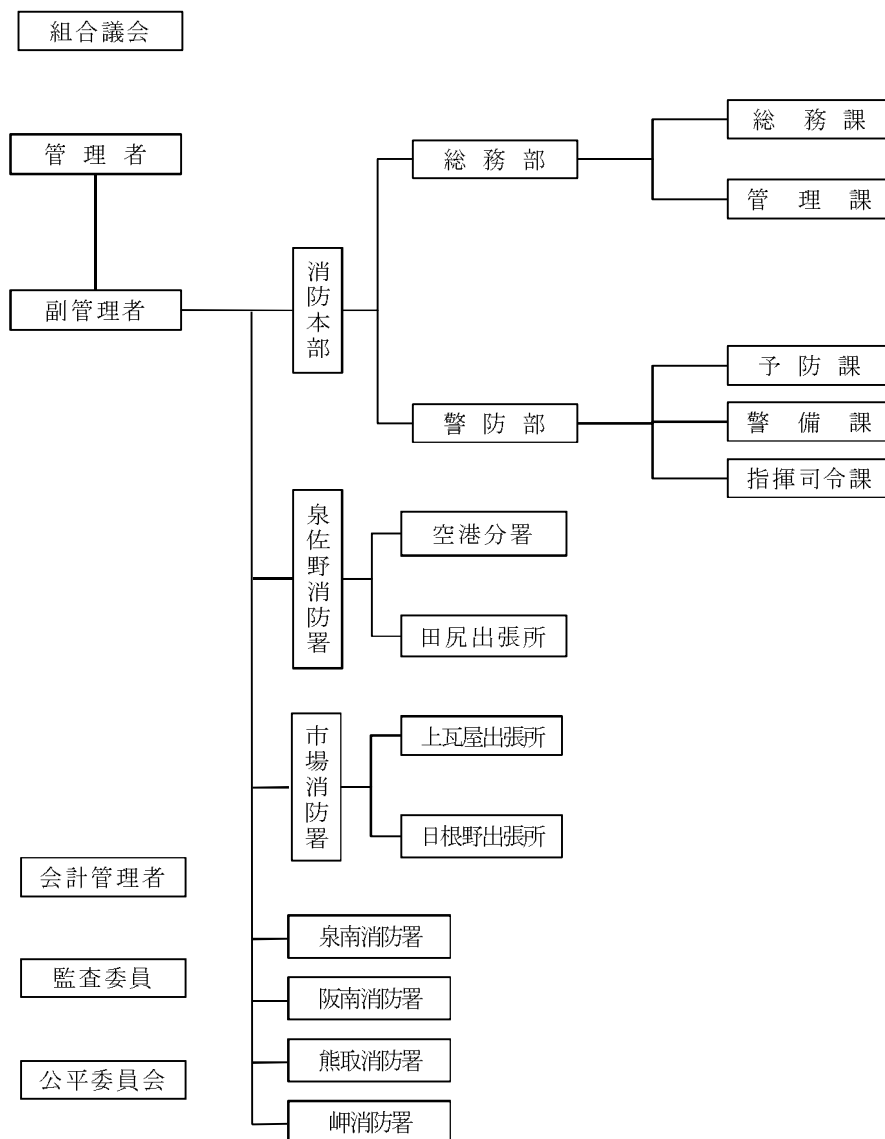 組合議会
管理者
副管理者
消防本部
総務部
総務課
管理課
警防部
予防課
警備課
指揮司令課
泉佐野消防署
空港分署
田尻出張所
市場消防署
上瓦屋出張所
日根野出張所
会計管理者
監査委員
公平委員会
泉南消防署
阪南消防署
熊取消防署
岬消防署